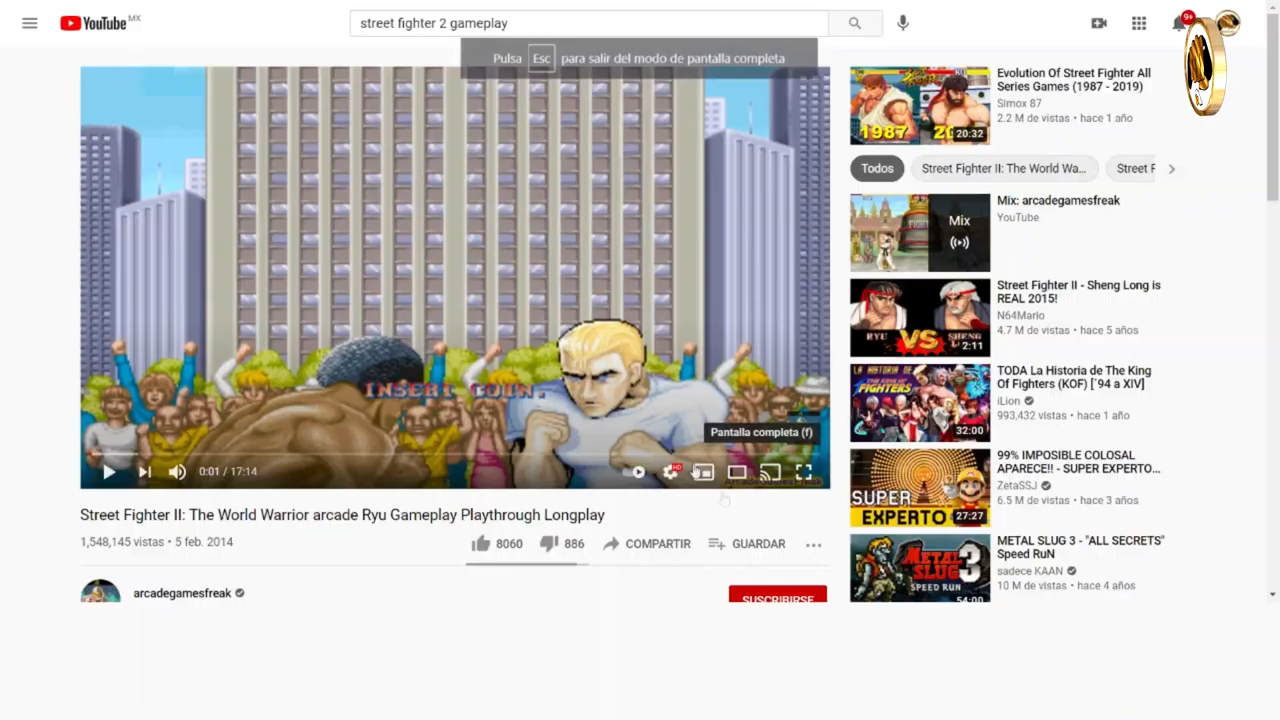 YouTube MX
street fighter 2 gameplay
9+
Pulsa Esc para salir del modo de pantalla completa
INSERT COIN.
Pantalla completa (f)
0:01 / 17:14
HD
Street Fighter II: The World Warrior arcade Ryu Gameplay Playthrough Longplay
1,548,145 vistas • 5 feb. 2014
8060
886
COMPARTIR
GUARDAR
arcadegamesfreak
SUSCRIBIRSE
1987
20:32
Evolution Of Street Fighter All
Series Games (1987 - 2019)
Simox 87
2.2 M de vistas • hace 1 año
Todos
Street Fighter II: The World Wa...
Street F
Mix
Mix: arcadegamesfreak
YouTube
RYU VS SHENG
2:11
Street Fighter II - Sheng Long is
REAL 2015!
N64Mario
4.7 M de vistas • hace 5 años
LA HISTORIA DE
FIGHTERS
32:00
TODA La Historia de The King
Of Fighters (KOF) [´94 a XIV]
iLion
993,432 vistas • hace 1 año
SUPER
EXPERTO
27:27
99% IMPOSIBLE COLOSAL
APARECE!! - SUPER EXPERTO...
ZetaSSJ
6.5 M de vistas • hace 3 años
METAL SLUG 3
SPEED RUN
54:00
METAL SLUG 3 - "ALL SECRETS"
Speed RuN
sadece KAAN
10 M de vistas • hace 4 años